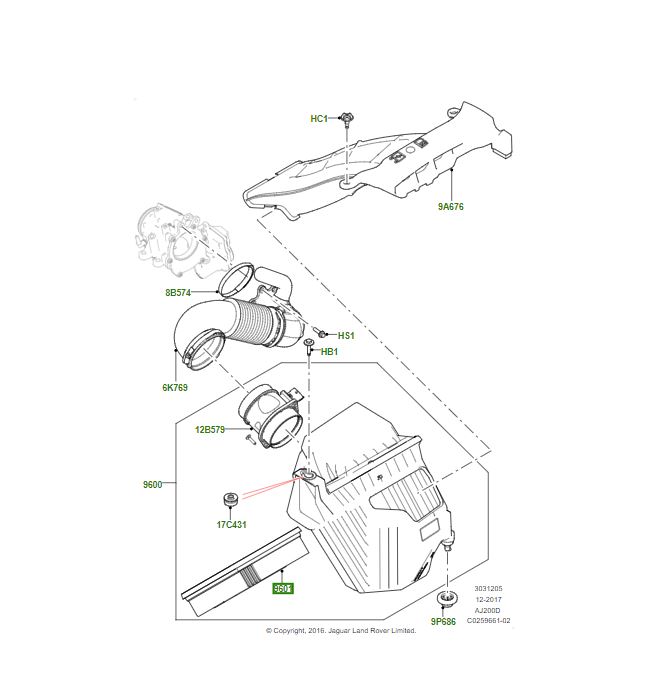 HC1
9A676
8B574
HS1
HB1
6K769
12B579
9600
17C431
9601
3031205
12-2017
AJ200D
9P686
C0259661-02
© Copyright, 2016. Jaguar Land Rover Limited.